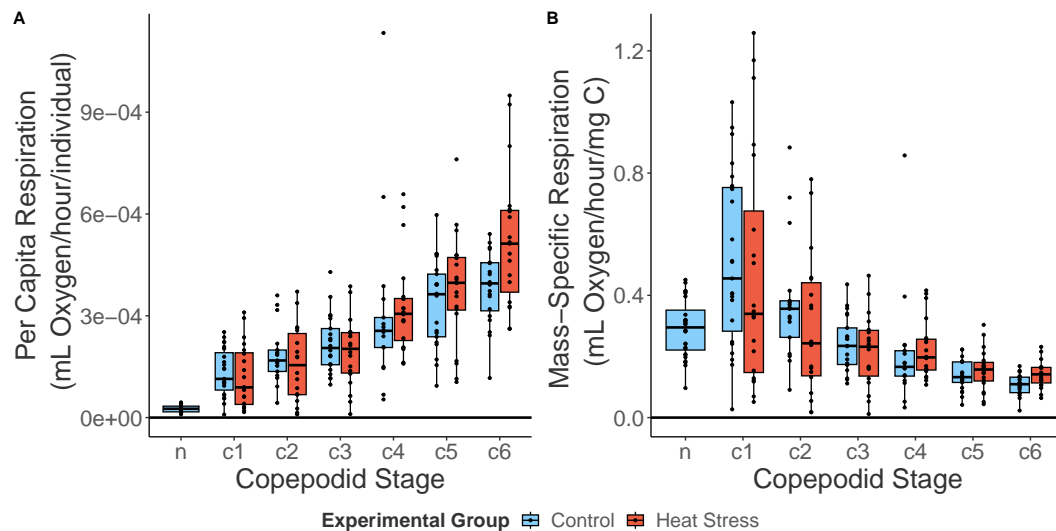 A
Per Capita Respiration
(mL Oxygen/hour/individual)
9e−04
6e−04
3e−04
0e+00
n c1 c2 c3 c4 c5 c6
Copepodid Stage
B
Mass−Specific Respiration
(mL Oxygen/hour/mg C)
1.2
0.8
0.4
0.0
n c1 c2 c3 c4 c5 c6
Copepodid Stage
Experimental Group Control Heat Stress